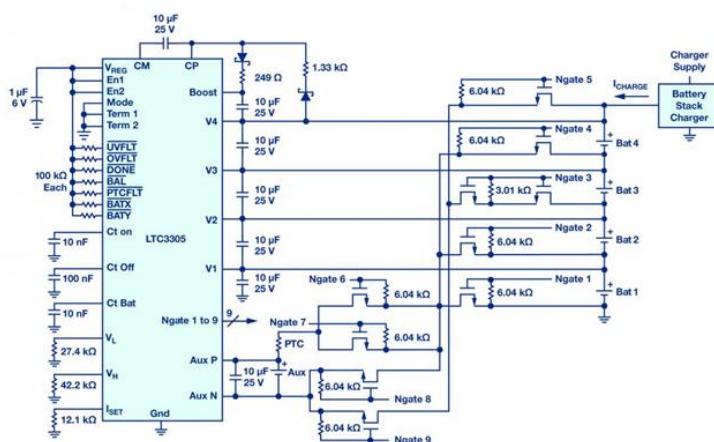 10 µF
25 V
CM
CP
249 Ω
1.33 kΩ
1 µF
6 V
VREG
En1
En2
Mode
Term 1
Term 2
Boost
10 µF
25 V
V4
10 µF
25 V
V3
10 µF
25 V
V2
10 µF
25 V
V1
10 µF
25 V
100 kΩ
Each
UVFLT
OVFLT
DONE
BAL
PTCFLT
BATX
BATY
LTC3305
Ct on
10 nF
Ct Off
100 nF
Ct Bat
10 nF
VL
27.4 kΩ
VH
42.2 kΩ
ISET
12.1 kΩ
Gnd
Ngate 1 to 9
9
Aux P
Aux N
10 µF
25 V
PTC
Aux
+
Charger
Supply
ICHARGE
Battery
Stack
Charger
Ngate 5
6.04 kΩ
Ngate 4
6.04 kΩ
+
Bat 4
Ngate 3
3.01 kΩ
+
Bat 3
Ngate 2
6.04 kΩ
+
Bat 2
Ngate 1
6.04 kΩ
+
Bat 1
Ngate 6
6.04 kΩ
Ngate 7
6.04 kΩ
6.04 kΩ
Ngate 8
6.04 kΩ
Ngate 9